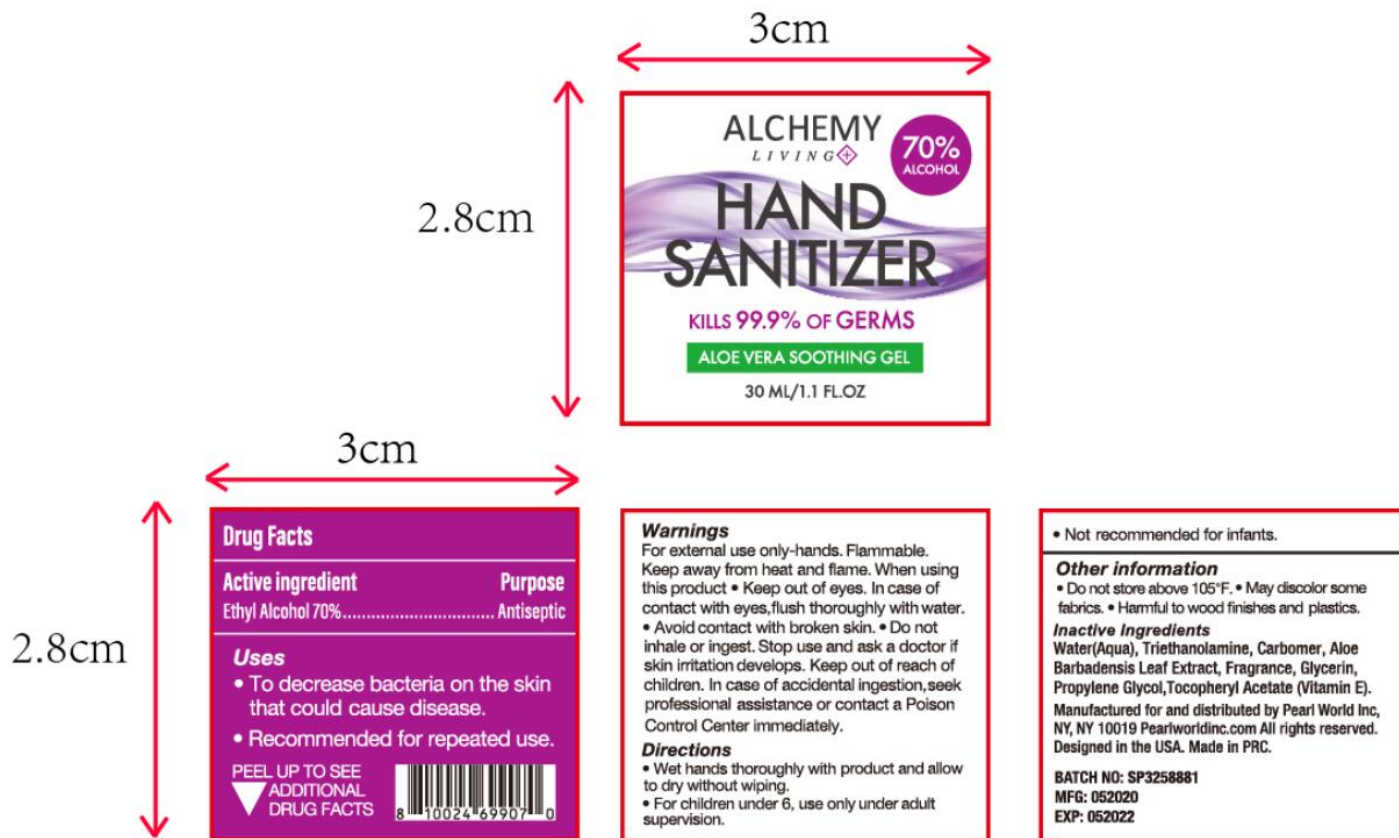 3cm
2.8cm
ALCHEMY
LIVING
70%
ALCOHOL
HAND
SANITIZER
KILLS 99.9% OF GERMS
ALOE VERA SOOTHING GEL
30 ML/1.1 FL.OZ
3cm
2.8cm
Drug Facts
Active ingredient Purpose
Ethyl Alcohol 70%................................Antiseptic
Uses
• To decrease bacteria on the skin
that could cause disease.
• Recommended for repeated use.
PEEL UP TO SEE
ADDITIONAL
DRUG FACTS
8 10024 69907 0
Warnings
For external use only-hands. Flammable.
Keep away from heat and flame. When using
this product • Keep out of eyes. In case of
contact with eyes,flush thoroughly with water.
• Avoid contact with broken skin. • Do not
inhale or ingest. Stop use and ask a doctor if
skin irritation develops. Keep out of reach of
children. In case of accidental ingestion,seek
professional assistance or contact a Poison
Control Center immediately.
Directions
• Wet hands thoroughly with product and allow
to dry without wiping.
• For children under 6, use only under adult
supervision.
• Not recommended for infants.
Other information
• Do not store above 105°F. • May discolor some
fabrics. • Harmful to wood finishes and plastics.
Inactive Ingredients
Water(Aqua), Triethanolamine, Carbomer, Aloe
Barbadensis Leaf Extract, Fragrance, Glycerin,
Propylene Glycol,Tocopheryl Acetate (Vitamin E).
Manufactured for and distributed by Pearl World Inc,
NY, NY 10019 Pearlworldinc.com All rights reserved.
Designed in the USA. Made in PRC.
BATCH NO: SP3258881
MFG: 052020
EXP: 052022